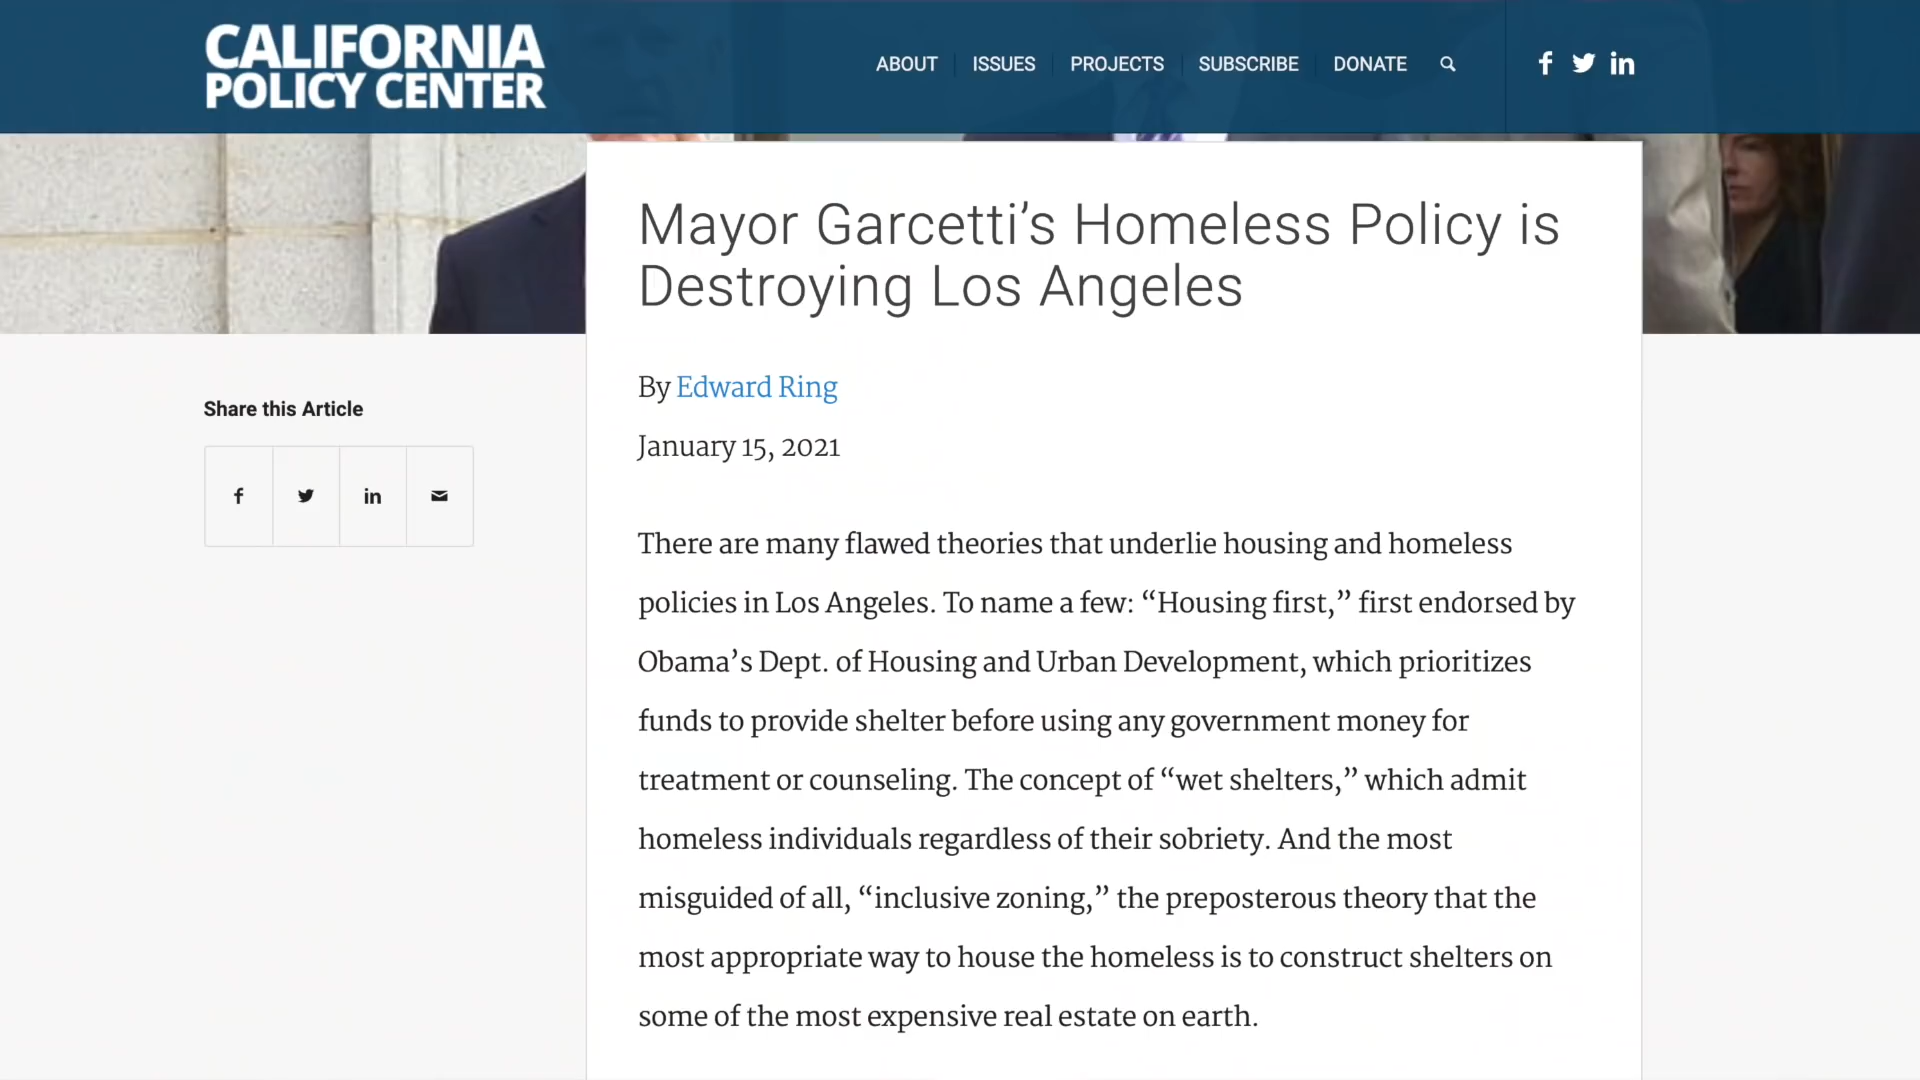 CALIFORNIA
POLICY CENTER
ABOUT
ISSUES
PROJECTS
SUBSCRIBE
DONATE
Mayor Garcetti’s Homeless Policy is
Destroying Los Angeles
By Edward Ring
January 15, 2021
Share this Article
There are many flawed theories that underlie housing and homeless
policies in Los Angeles. To name a few: “Housing first,” first endorsed by
Obama’s Dept. of Housing and Urban Development, which prioritizes
funds to provide shelter before using any government money for
treatment or counseling. The concept of “wet shelters,” which admit
homeless individuals regardless of their sobriety. And the most
misguided of all, “inclusive zoning,” the preposterous theory that the
most appropriate way to house the homeless is to construct shelters on
some of the most expensive real estate on earth.